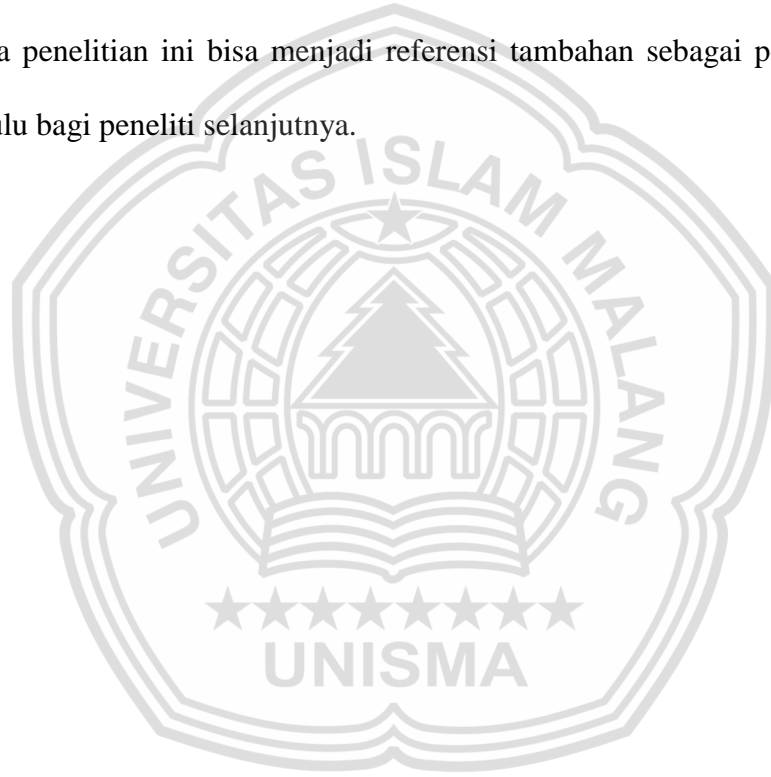 a penelitian ini bisa menjadi referensi tambahan sebagai p
ulu bagi peneliti selanjutnya.
UNIVERSITAS ISLAM MALANG
UNISMA